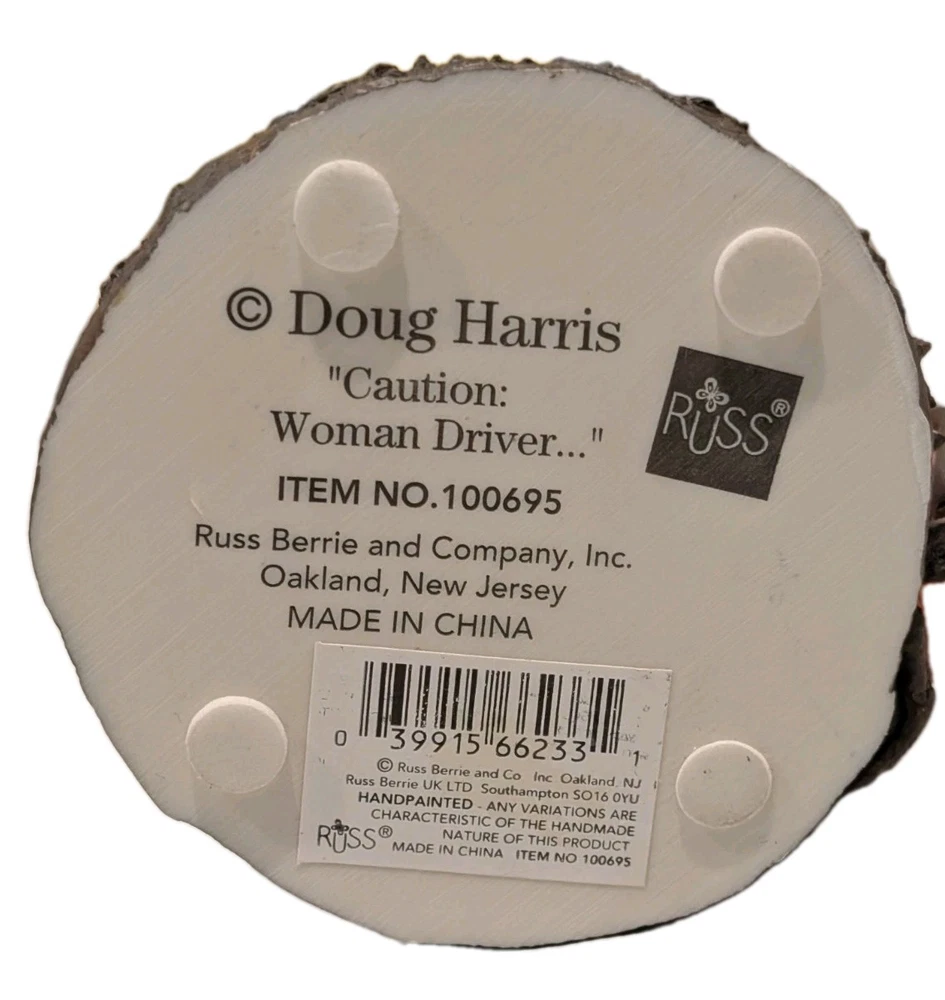 © Doug Harris
"Caution:
Woman Driver..."
RUSS®
ITEM NO.100695
Russ Berrie and Company, Inc.
Oakland, New Jersey
MADE IN CHINA
0 39915 66233 1
© Russ Berrie and Co Inc Oakland, NJ
Russ Berrie UK LTD Southampton SO16 0YU
HANDPAINTED - ANY VARIATIONS ARE
CHARACTERISTIC OF THE HANDMADE
NATURE OF THIS PRODUCT
RUSS® MADE IN CHINA ITEM NO 100695